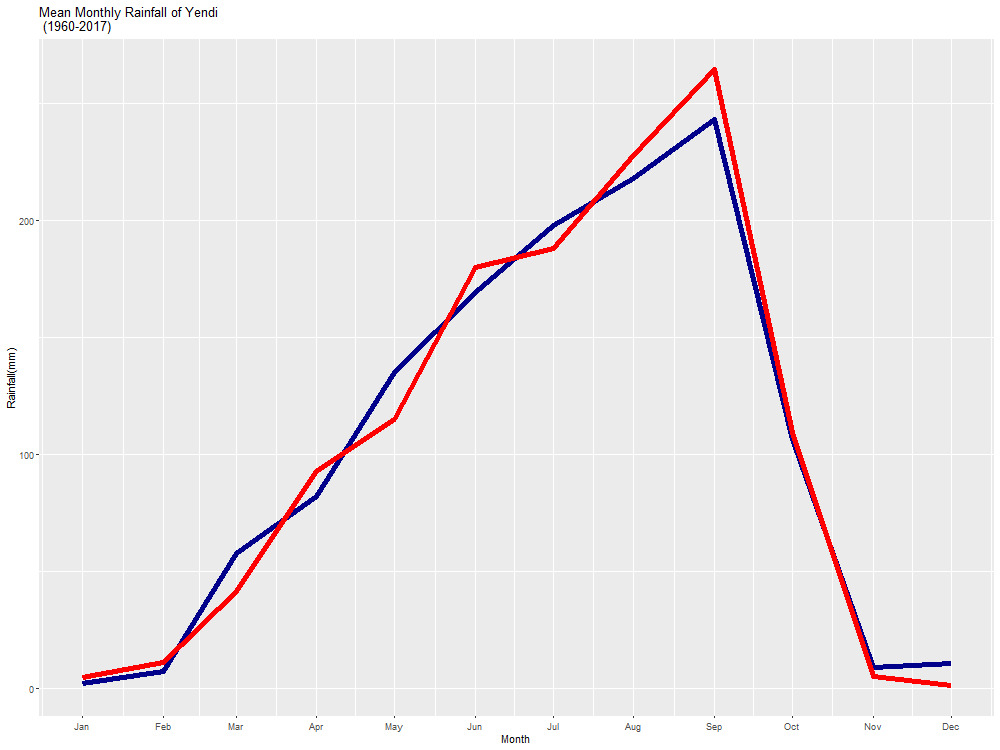 Mean Monthly Rainfall of Yendi
(1960-2017)
Rainfall(mm)
200
100
0
Jan Feb Mar Apr May Jun Jul Aug Sep Oct Nov Dec
Month